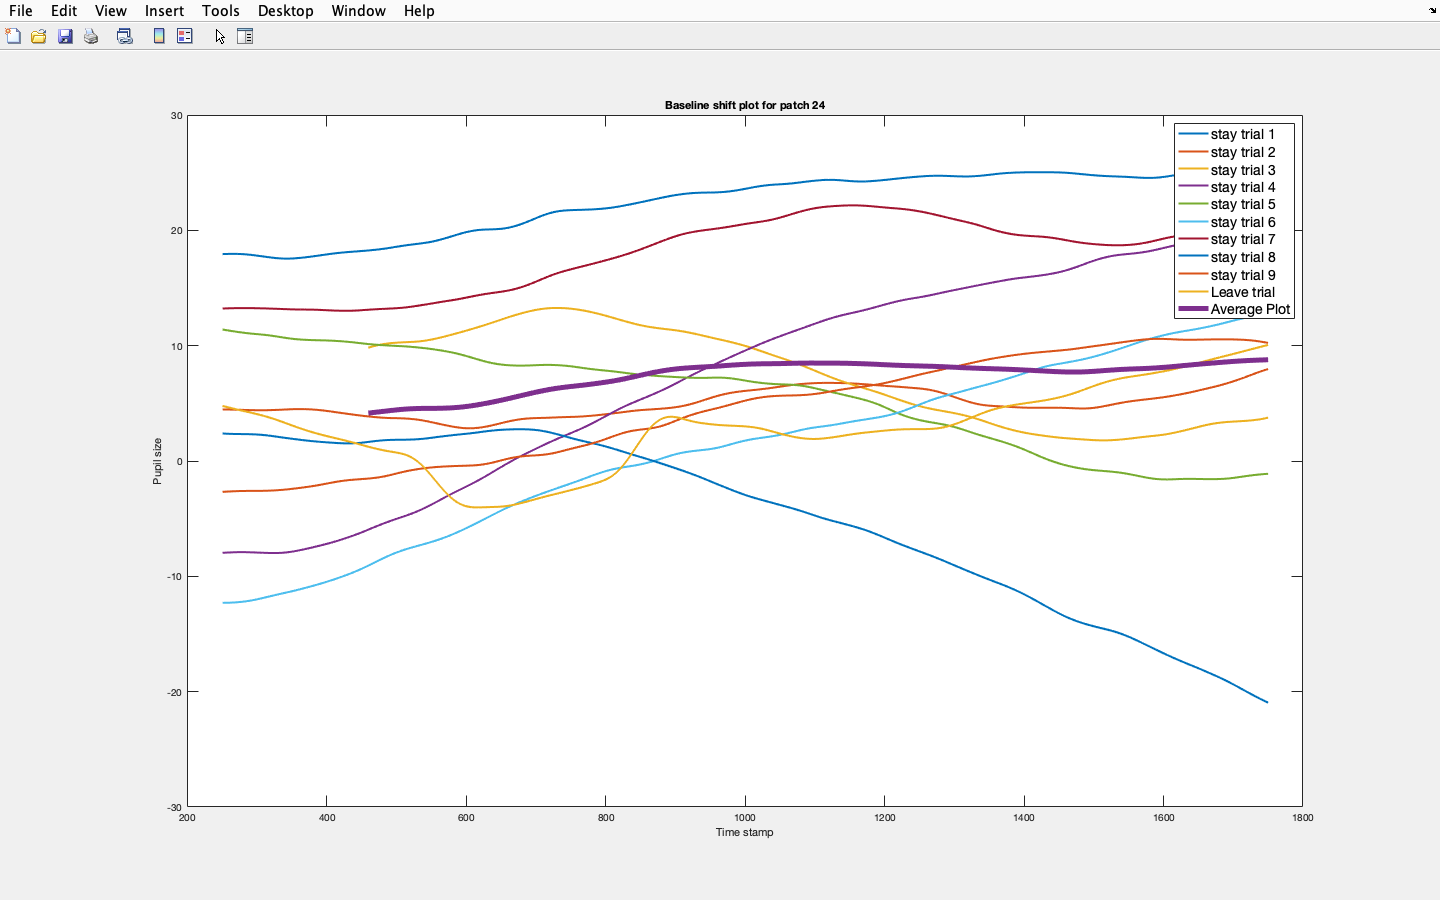 File Edit View Insert Tools Desktop Window Help
Baseline shift plot for patch 24
30
20
10
0
-10
-20
-30
Pupil size
stay trial 1
stay trial 2
stay trial 3
stay trial 4
stay trial 5
stay trial 6
stay trial 7
stay trial 8
stay trial 9
Leave trial
Average Plot
200 400 600 800 1000 1200 1400 1600 1800
Time stamp